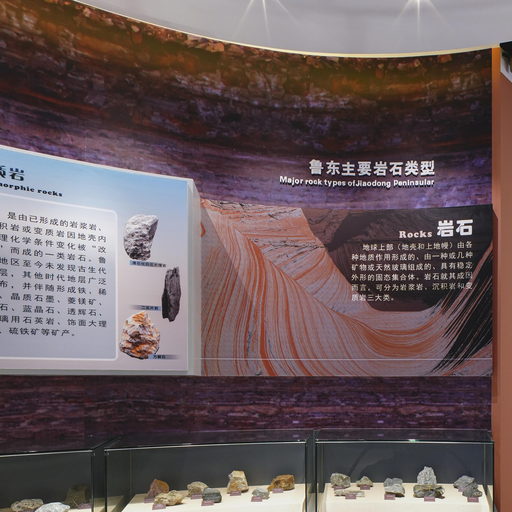 质岩
morphic rocks
是由已形成的岩浆岩、
积岩或变质岩因地壳内
理化学条件变化被 改
而成的一类岩石。鲁
地区至今未发现古生代
层，其他时代地层广泛
布，并伴随形成铁、稀
、晶质石墨、菱镁矿、
石、蓝晶石、透辉石、
璃用石英岩、饰面大理
、硫铁矿等矿产。
鲁东主要岩石类型
Major rock types of Jiaodong Peninsular
Rocks 岩石
地球上部（地壳和上地幔）由各
种地质作用形成的、由一种或几种
矿物或天然玻璃组成的、具有稳定
外形的固态集合体。岩石就其成因
而言，可分为岩浆岩、沉积岩和变
质岩三大类。